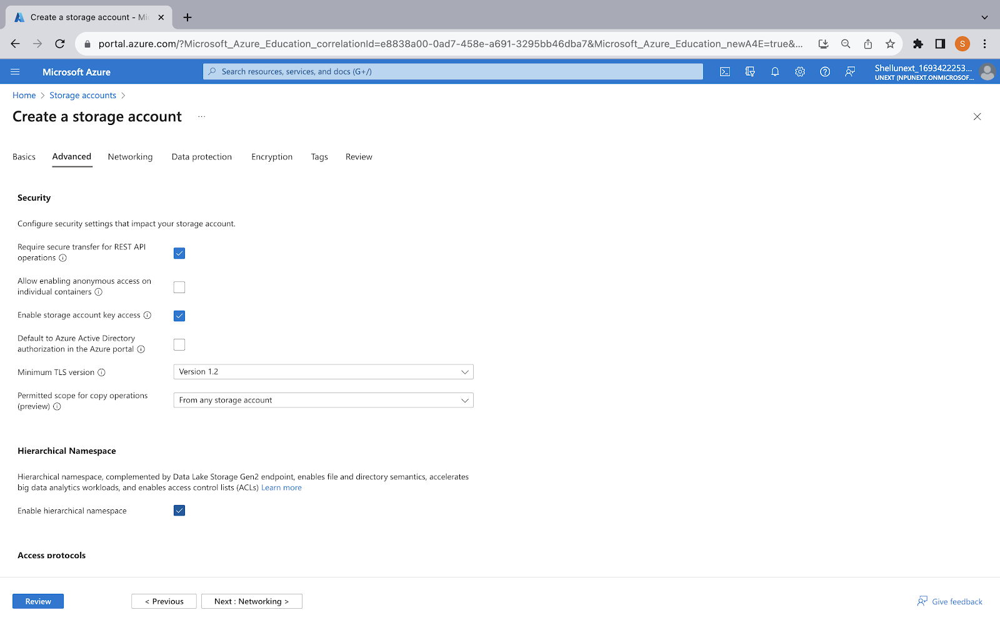 Create a storage account - Mi
portal.azure.com/?Microsoft_Azure_Education_correlationId=e8838a00-0ad7-458e-a691-3295bb46dba7&Microsoft_Azure_Education_newA4E=true&...
S
Microsoft Azure
Search resources, services, and docs (G+/)
Shellunext_1693422253...
UNEXT (NPUNEXT.ONMICROSOF...
Home > Storage accounts >
Create a storage account ...
Basics Advanced Networking Data protection Encryption Tags Review
Security
Configure security settings that impact your storage account.
Require secure transfer for REST API
operations
Allow enabling anonymous access on
individual containers
Enable storage account key access
Default to Azure Active Directory
authorization in the Azure portal
Minimum TLS version
Version 1.2
Permitted scope for copy operations
(preview)
From any storage account
Hierarchical Namespace
Hierarchical namespace, complemented by Data Lake Storage Gen2 endpoint, enables file and directory semantics, accelerates
big data analytics workloads, and enables access control lists (ACLs) Learn more
Enable hierarchical namespace
Access protocols
Review
< Previous
Next : Networking >
Give feedback